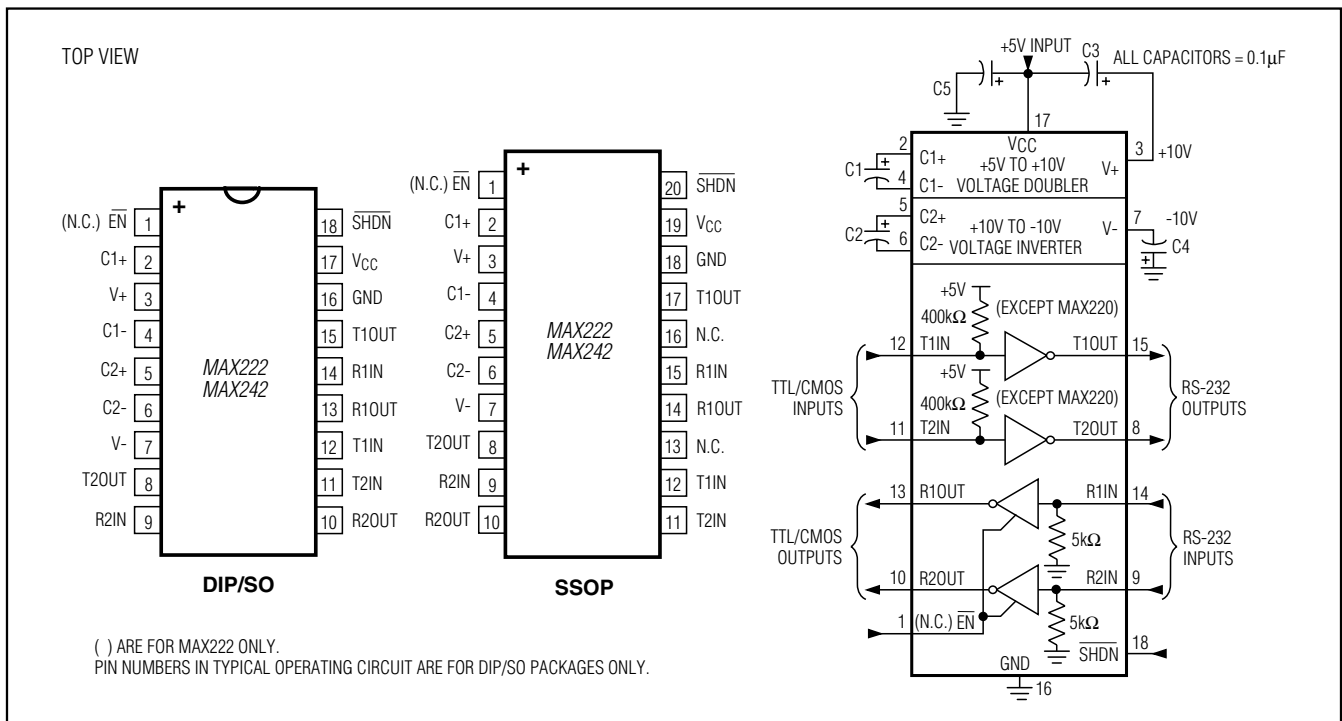 TOP VIEW
+
(N.C.) EN 1
C1+ 2
V+ 3
C1- 4
C2+ 5
C2- 6
V- 7
T2OUT 8
R2IN 9
18 SHDN
17 VCC
16 GND
15 T1OUT
14 R1IN
13 R1OUT
12 T1IN
11 T2IN
10 R2OUT
MAX222
MAX242
DIP/SO
+
(N.C.) EN 1
C1+ 2
V+ 3
C1- 4
C2+ 5
C2- 6
V- 7
T2OUT 8
R2IN 9
R2OUT 10
20 SHDN
19 VCC
18 GND
17 T1OUT
16 N.C.
15 R1IN
14 R1OUT
13 N.C.
12 T1IN
11 T2IN
MAX222
MAX242
SSOP
( ) ARE FOR MAX222 ONLY.
PIN NUMBERS IN TYPICAL OPERATING CIRCUIT ARE FOR DIP/SO PACKAGES ONLY.
+5V INPUT
C3
ALL CAPACITORS = 0.1µF
C5
+
+
17
VCC
+5V TO +10V
VOLTAGE DOUBLER
2
C1+
C1
+
4
C1-
3
V+
+10V
5
C2+
C2
+
6
C2-
+10V TO -10V
VOLTAGE INVERTER
7
V-
-10V
C4
+
+5V
400kΩ
(EXCEPT MAX220)
12
T1IN
T1OUT
15
+5V
400kΩ
(EXCEPT MAX220)
TTL/CMOS
INPUTS
RS-232
OUTPUTS
11
T2IN
T2OUT
8
13
R1OUT
R1IN
14
5kΩ
TTL/CMOS
OUTPUTS
RS-232
INPUTS
10
R2OUT
R2IN
9
5kΩ
1
(N.C.) EN
SHDN
18
GND
16